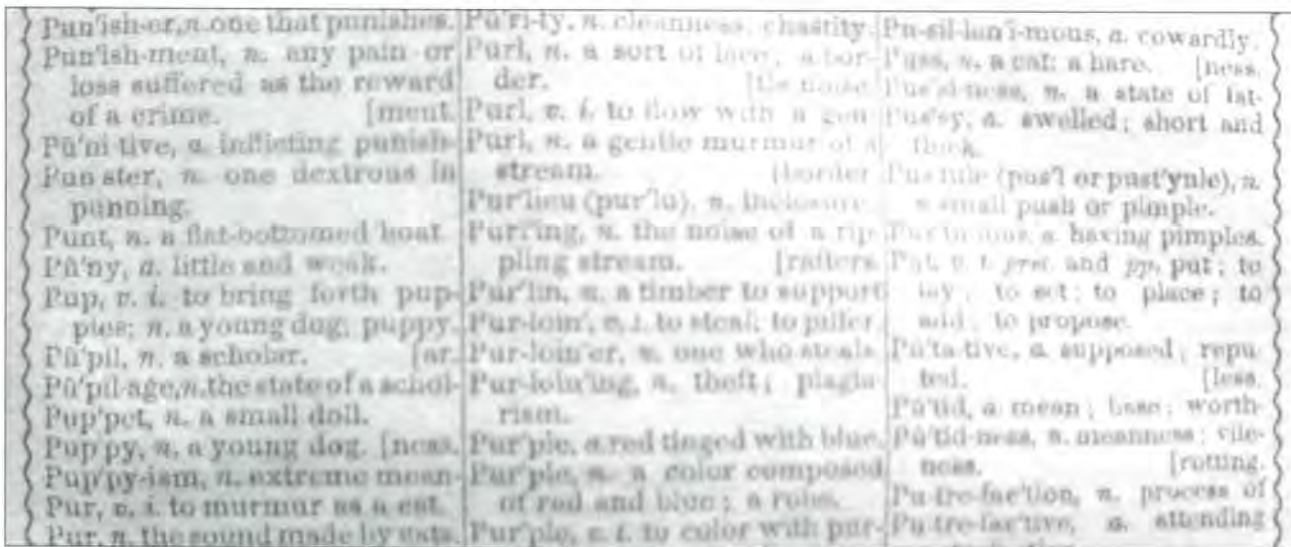 Pun'ish-er, n. one that punishes.
Pun'ish-ment, n. any pain or
loss suffered as the reward
of a crime. [ment.
Pū'ni tive, a. inflicting punish-
Pun ster, n. one dextrous in
punning.
Punt, n. a flat-bottomed boat.
Pū'ny, a. little and weak.
Pup, v. i. to bring forth pup-
pies; n. a young dog; puppy.
Pū'pil, n. a scholar. [ar.
Pū'pil-age, n. the state of a schol-
Pup'pet, n. a small doll.
Pup'py, n. a young dog. [ness.
Pup'py-ism, n. extreme mean-
Pur, v. i. to murmur as a cat.
Pur, n. the sound made by cats.
Pū'ri-ty, n. cleanness, chastity.
Purl, n. a sort of lace; a bor-
der. [tle noise.
Purl, v. i. to flow with a gen-
Purl, n. a gentle murmur of a
stream. [border
Pur'lieu (pur'lu), n. inclosure.
Purl'ing, n. the noise of a rip-
pling stream. [rafters.
Pur'lin, n. a timber to support
Pur-loin', v. t. to steal; to pilfer.
Pur-loin'er, n. one who steals
Pur-loin'ing, n. theft; plagia-
rism.
Pur'ple, a. red tinged with blue.
Pur'ple, n. a color composed
of red and blue; a robe.
Pur'ple, v. t. to color with pur-
Pu-sil-lan'i-mous, a. cowardly.
Puss, n. a cat: a hare. [ness.
Pus'si-ness, n. a state of fat-
Pus'sy, a. swelled; short and
thick.
Pustule (pus'l or pust'yule), n.
a small push or pimple.
a. having pimples.
Put, v. t. pret. and pp. put; to
lay; to set; to place; to
add; to propose.
Pū'ta-tive, a. supposed; repu-
ted. [less.
Pū'tid, a. mean; base; worth-
Pū'tid-ness, n. meanness; vile-
ness. [rotting.
Pu-tre-fac'tion, n. process of
Pu-tre-fac'tive, a. attending